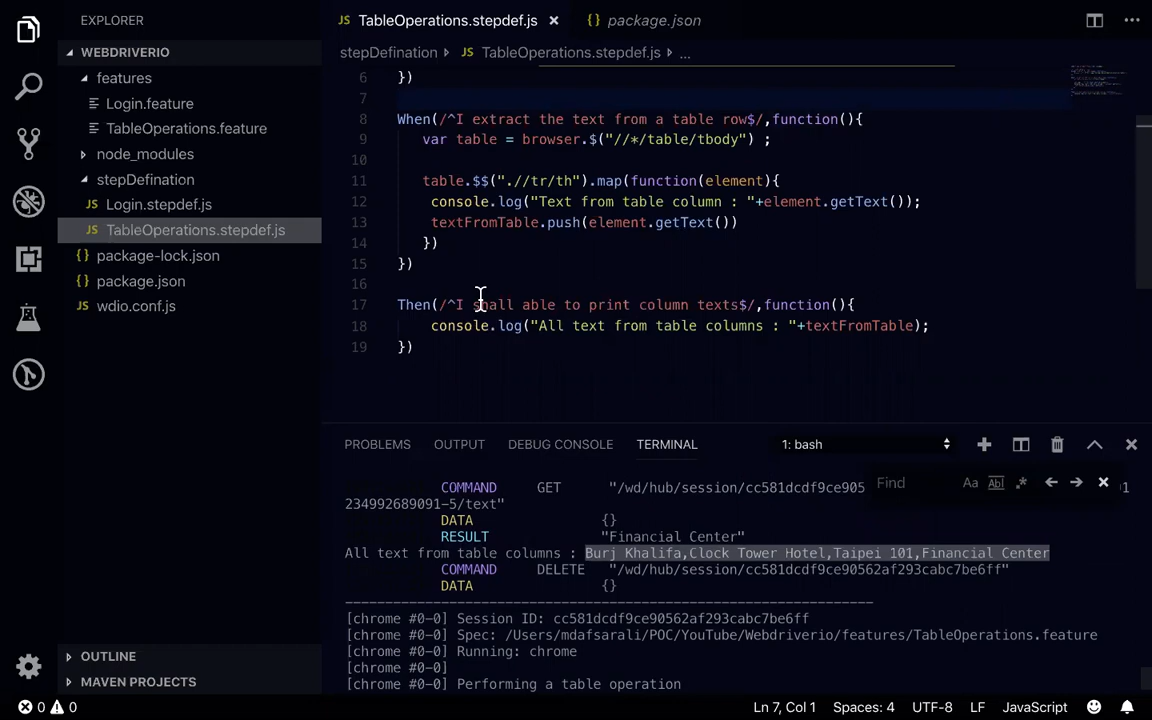 EXPLORER
WEBDRIVERIO
features
Login.feature
TableOperations.feature
node_modules
stepDefination
JS Login.stepdef.js
JS TableOperations.stepdef.js
{} package-lock.json
{} package.json
JS wdio.conf.js
OUTLINE
MAVEN PROJECTS
JS TableOperations.stepdef.js × {} package.json
stepDefination JS TableOperations.stepdef.js ...
6 })
7
8 When(/^I extract the text from a table row$/,function(){
9 var table = browser.$("//*/table/tbody") ;
10
11 table.$$(".//tr/th").map(function(element){
12 console.log("Text from table column : "+element.getText());
13 textFromTable.push(element.getText())
14 })
15 })
16
17 Then(/^I shall able to print column texts$/,function(){
18 console.log("All text from table columns : "+textFromTable);
19 })
PROBLEMS OUTPUT DEBUG CONSOLE TERMINAL 1: bash
Find Aa Abl .*
COMMAND GET "/wd/hub/session/cc581dcdf9ce905
234992689091-5/text"
DATA {}
RESULT "Financial Center"
All text from table columns : Burj Khalifa,Clock Tower Hotel,Taipei 101,Financial Center
COMMAND DELETE "/wd/hub/session/cc581dcdf9ce90562af293cabc7be6ff"
DATA {}
------------------------------------------------------------------
[chrome #0-0] Session ID: cc581dcdf9ce90562af293cabc7be6ff
[chrome #0-0] Spec: /Users/mdafsarali/POC/YouTube/Webdriverio/features/TableOperations.feature
[chrome #0-0] Running: chrome
[chrome #0-0]
[chrome #0-0] Performing a table operation
0 0 Ln 7, Col 1 Spaces: 4 UTF-8 LF JavaScript